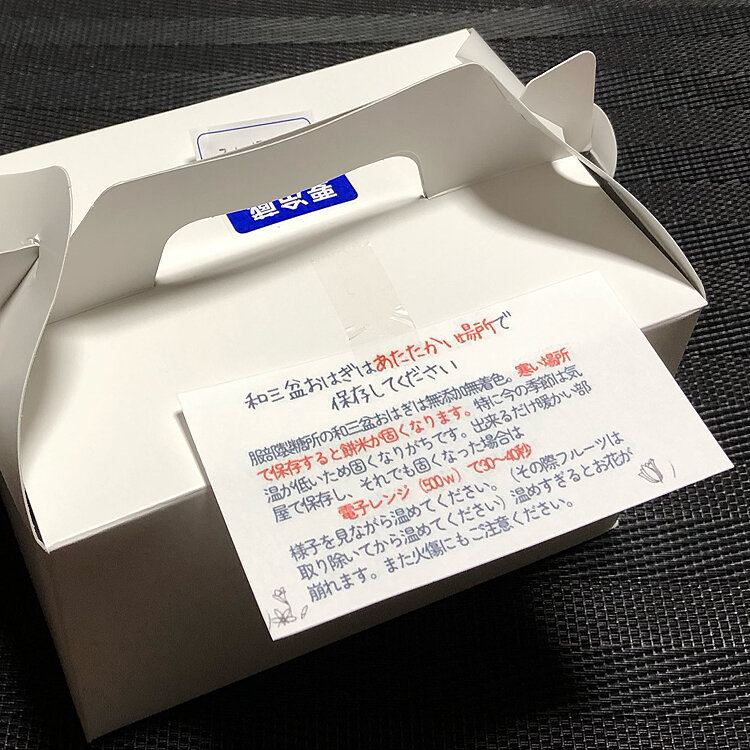 和三盆おはぎはあたたかい場所で
保存してください
服部製糖所の和三盆おはぎは無添加無着色。寒い場所
で保存すると餅米が固くなります。特に今の季節は気
温が低いため固くなりがちです。出来るだけ暖かい部
屋で保存し、それでも固くなった場合は
電子レンジ(500w)で30~40秒
様子を見ながら温めてください。(その際フルーツは
取り除いてから温めてください)温めすぎるとお花が
崩れます。また火傷にもご注意ください。